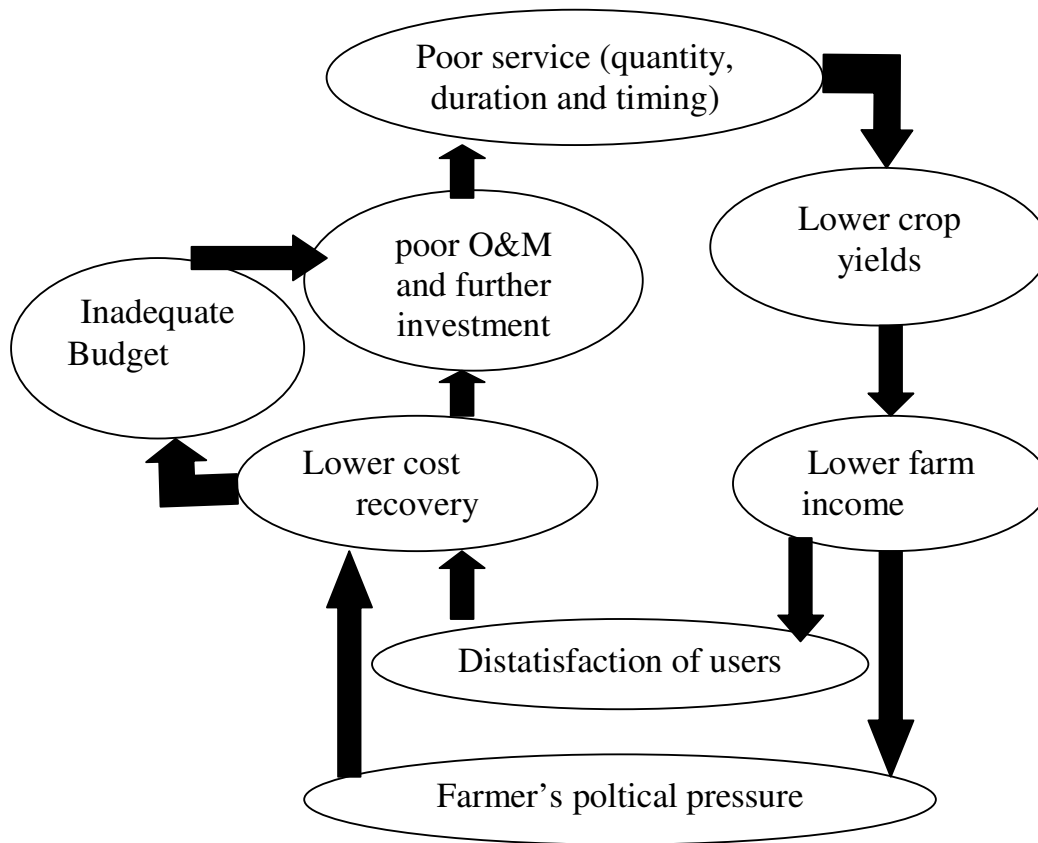 Poor service (quantity,
duration and timing)
Lower crop
yields
poor O&M
and further
investment
Inadequate
Budget
Lower cost
recovery
Lower farm
income
Distatisfaction of users
Farmer’s poltical pressure